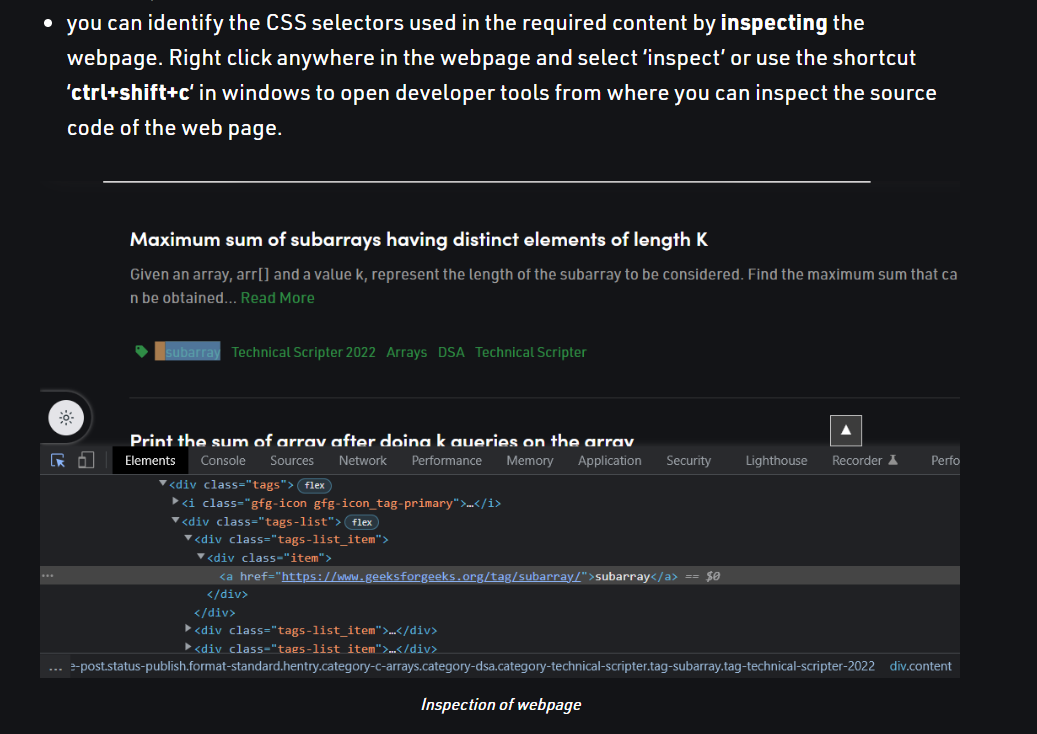 you can identify the CSS selectors used in the required content by inspecting the
webpage. Right click anywhere in the webpage and select ‘inspect’ or use the shortcut
‘ctrl+shift+c‘ in windows to open developer tools from where you can inspect the source
code of the web page.
Maximum sum of subarrays having distinct elements of length K
Given an array, arr[] and a value k, represent the length of the subarray to be considered. Find the maximum sum that ca
n be obtained... Read More
subarray Technical Scripter 2022 Arrays DSA Technical Scripter
Print the sum of array after doing k queries on the array
Elements Console Sources Network Performance Memory Application Security Lighthouse Recorder Perfo
<div class="tags"> flex
<i class="gfg-icon gfg-icon_tag-primary">…</i>
<div class="tags-list"> flex
<div class="tags-list_item">
<div class="item">
<a href="https://www.geeksforgeeks.org/tag/subarray/">subarray</a> == $0
</div>
</div>
<div class="tags-list_item">…</div>
<div class="tags-list_item">…</div>
... e-post.status-publish.format-standard.hentry.category-c-arrays.category-dsa.category-technical-scripter.tag-subarray.tag-technical-scripter-2022 div.content
Inspection of webpage